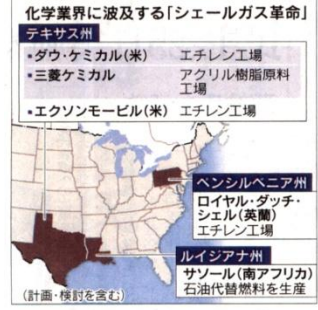 化学業界に波及する「シェールガス革命」
テキサス州
・ダウ・ケミカル(米) エチレン工場
・三菱ケミカル アクリル樹脂原料
工場
・エクソンモービル(米) エチレン工場
ペンシルベニア州
ロイヤル・ダッチ・
シェル(英蘭)
エチレン工場
ルイジアナ州
サソール(南アフリカ)
石油代替燃料を生産
(計画・検討を含む)